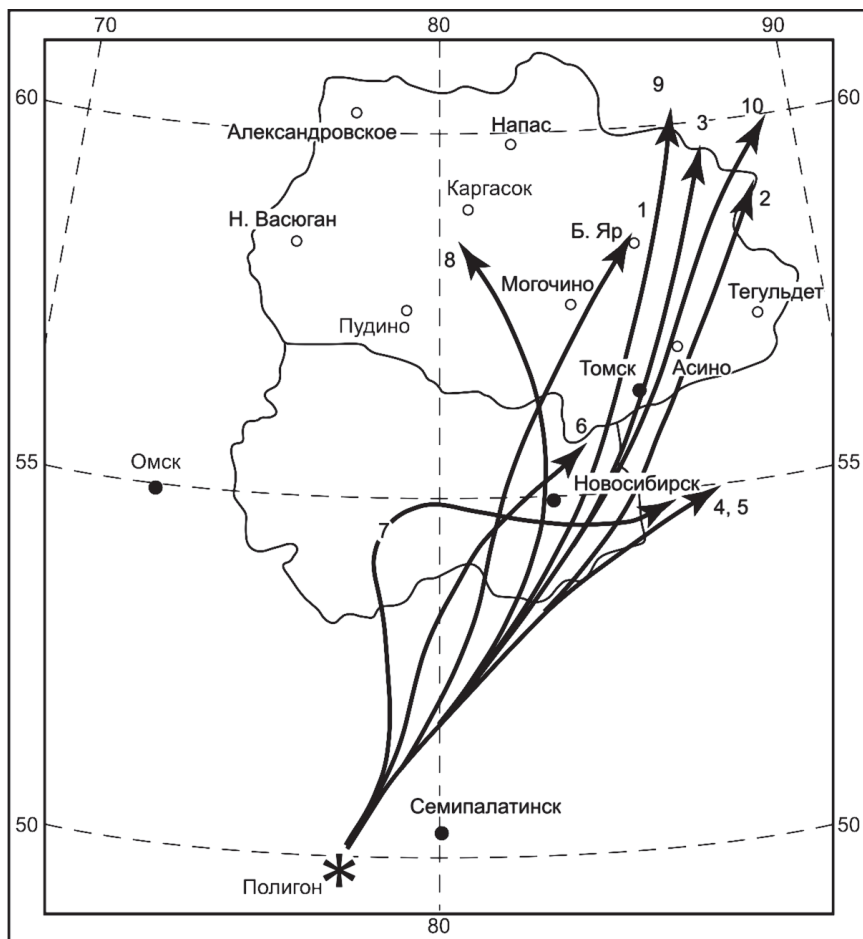 70
80
90
60
60
9
10
3
Александровское
Напас
Каргасок
1
2
Н. Васюган
Б. Яр
8
Могочино
Тегульдет
Пудино
Томск
Асино
6
55
55
Омск
Новосибирск
4, 5
7
50
50
Семипалатинск
Полигон
80